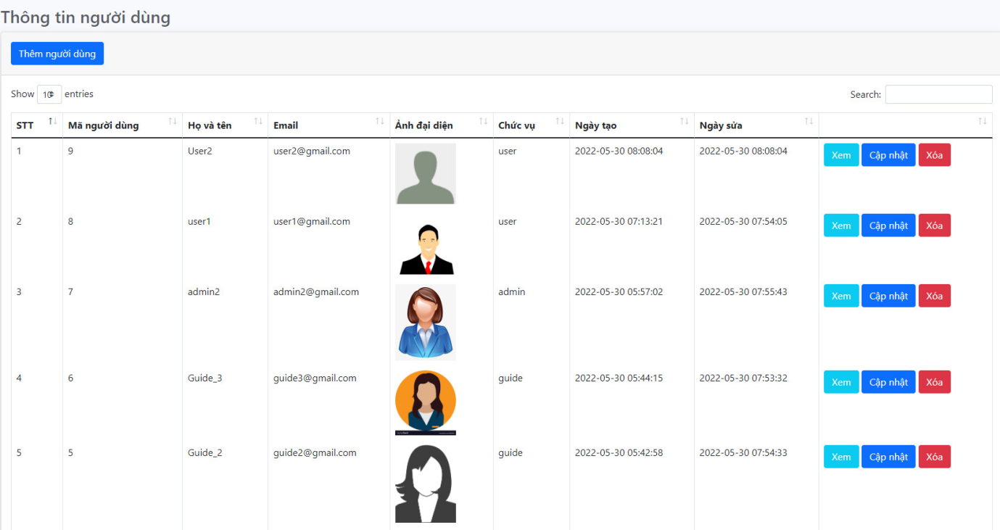 Thông tin người dùng
Thêm người dùng
Show 10 entries
Search:
STT Mã người dùng Họ và tên Email Ảnh đại diện Chức vụ Ngày tạo Ngày sửa
1 9 User2 user2@gmail.com user 2022-05-30 08:08:04 2022-05-30 08:08:04 Xem Cập nhật Xóa
2 8 user1 user1@gmail.com user 2022-05-30 07:13:21 2022-05-30 07:54:05 Xem Cập nhật Xóa
3 7 admin2 admin2@gmail.com admin 2022-05-30 05:57:02 2022-05-30 07:55:43 Xem Cập nhật Xóa
4 6 Guide_3 guide3@gmail.com guide 2022-05-30 05:44:15 2022-05-30 07:53:32 Xem Cập nhật Xóa
5 5 Guide_2 guide2@gmail.com guide 2022-05-30 05:42:58 2022-05-30 07:54:33 Xem Cập nhật Xóa